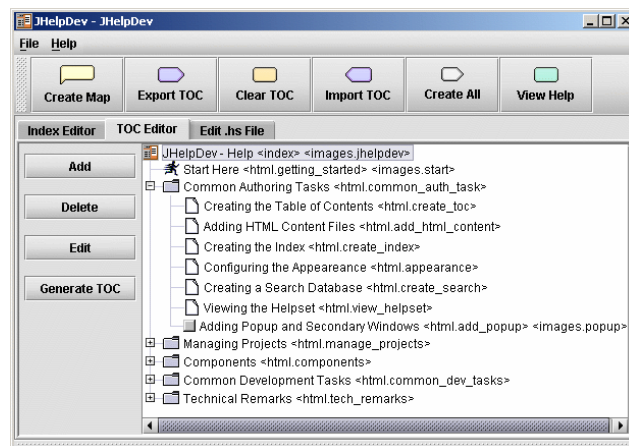 JHelpDev - JHelpDev
File Help
Create Map Export TOC Clear TOC Import TOC Create All View Help
Index Editor TOC Editor Edit .hs File
Add
Delete
Edit
Generate TOC
JHelpDev - Help <index> <images.jhelpdev>
Start Here <html.getting_started> <images.start>
Common Authoring Tasks <html.common_auth_task>
Creating the Table of Contents <html.create_toc>
Adding HTML Content Files <html.add_html_content>
Creating the Index <html.create_index>
Configuring the Appeareance <html.appearance>
Creating a Search Database <html.create_search>
Viewing the Helpset <html.view_helpset>
Adding Popup and Secondary Windows <html.add_popup> <images.popup>
Managing Projects <html.manage_projects>
Components <html.components>
Common Development Tasks <html.common_dev_tasks>
Technical Remarks <html.tech_remarks>